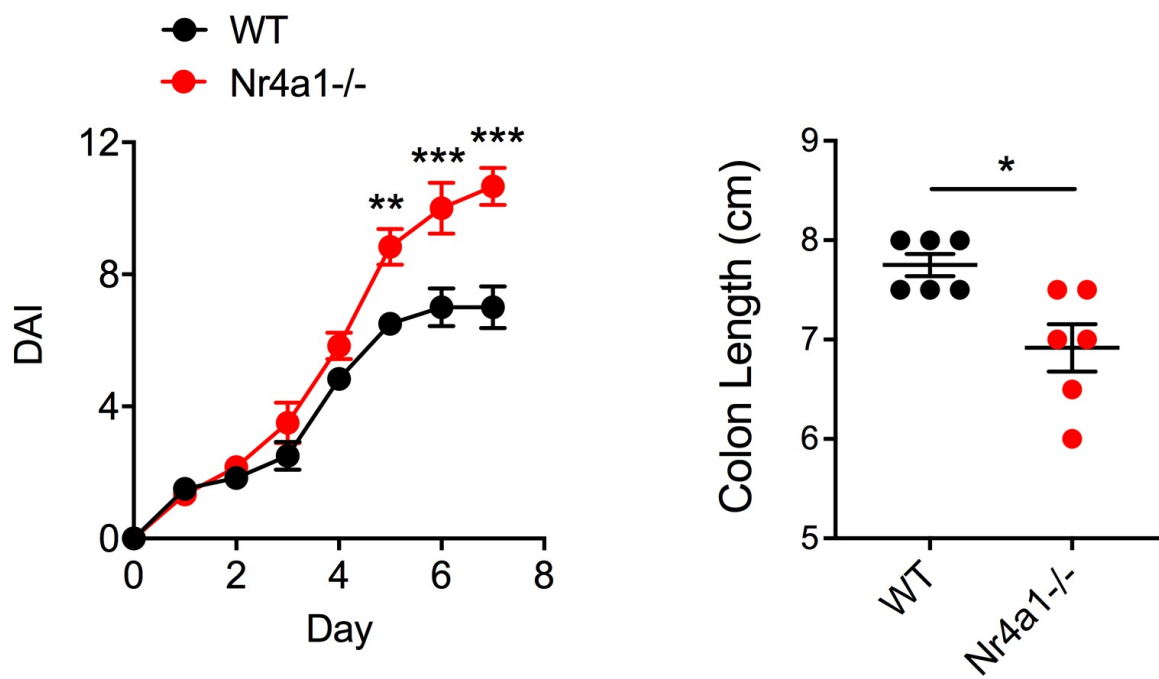 WT
Nr4a1-/-
***
***
**
12
8
4
0
DAI
0 2 4 6 8
Day
*
9
8
7
6
5
Colon Length (cm)
WT
Nr4a1-/-